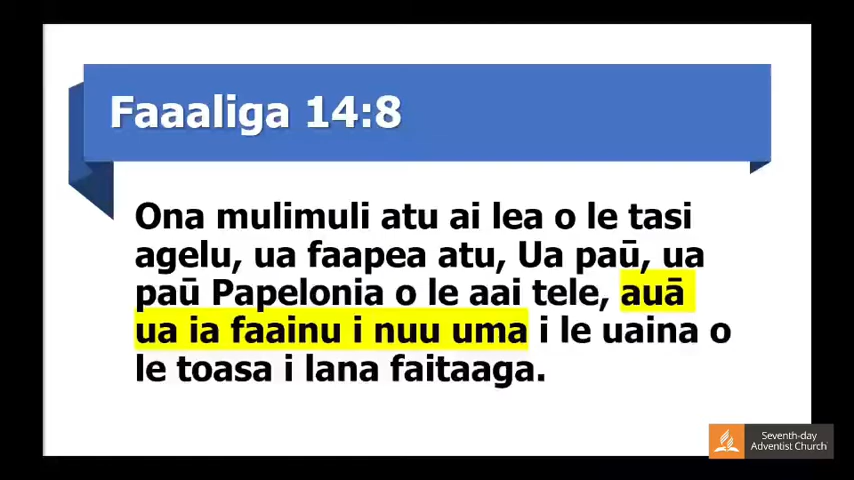 Faaaliga 14:8
Ona mulimuli atu ai lea o le tasi
agelu, ua faapea atu, Ua paū, ua
paū Papelonia o le aai tele, auā
ua ia faainu i nuu uma i le uaina o
le toasa i lana faitaaga.
Seventh-day
Adventist Church